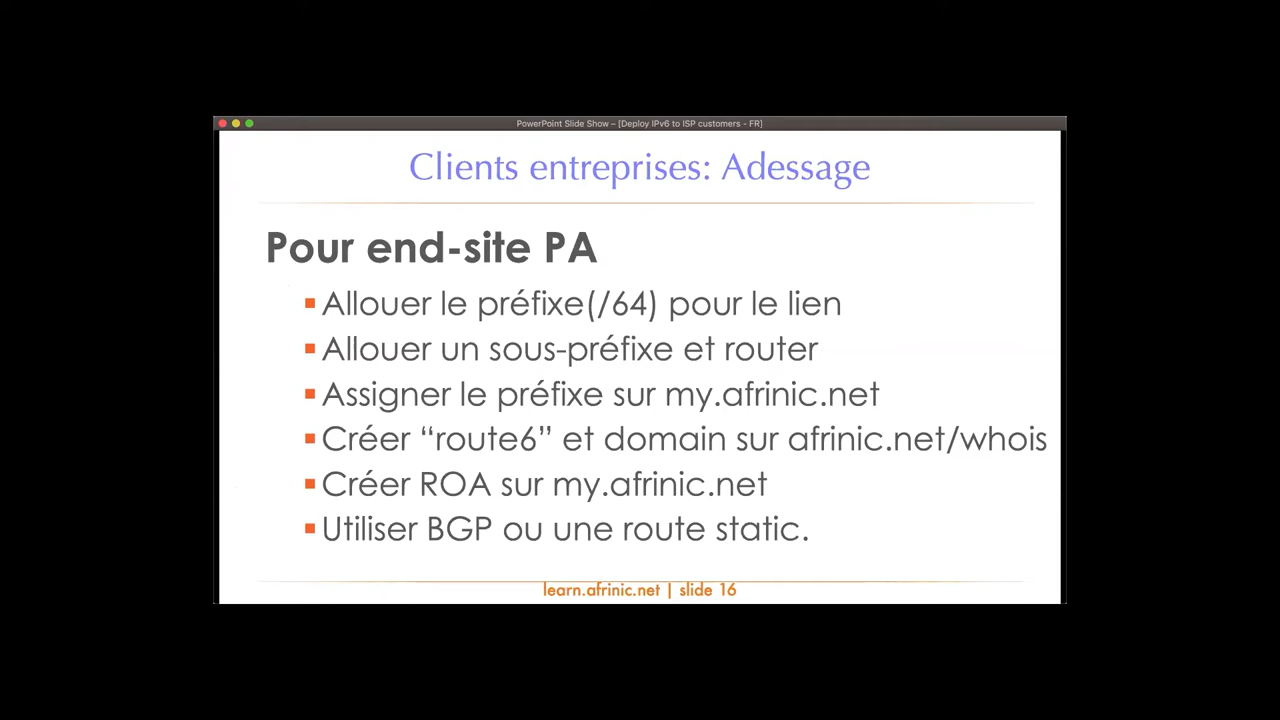 PowerPoint Slide Show – [Deploy IPv6 to ISP customers - FR]
Clients entreprises: Adessage
Pour end-site PA
▪Allouer le préfixe(/64) pour le lien
▪Allouer un sous-préfixe et router
▪Assigner le préfixe sur my.afrinic.net
▪Créer “route6” et domain sur afrinic.net/whois
▪Créer ROA sur my.afrinic.net
▪Utiliser BGP ou une route static.
learn.afrinic.net | slide 16